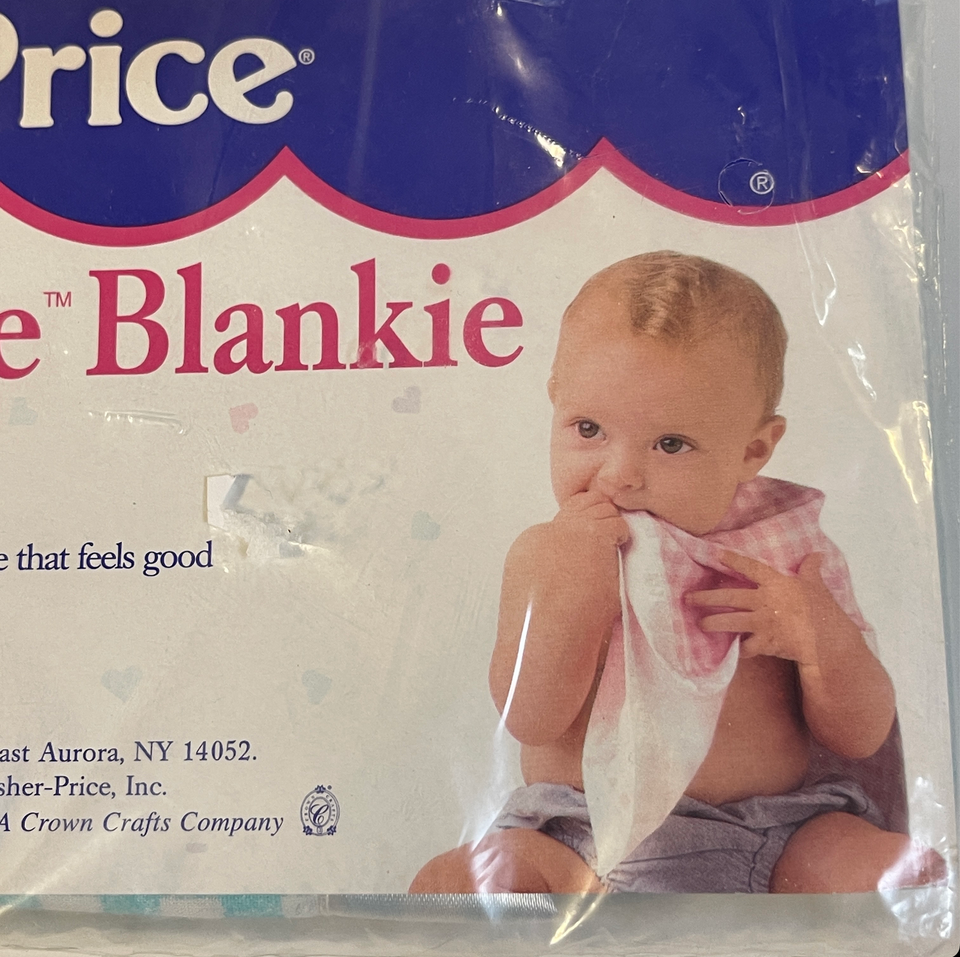 Price®
®
e™ Blankie
e that feels good
ast Aurora, NY 14052.
sher-Price, Inc.
A Crown Crafts Company